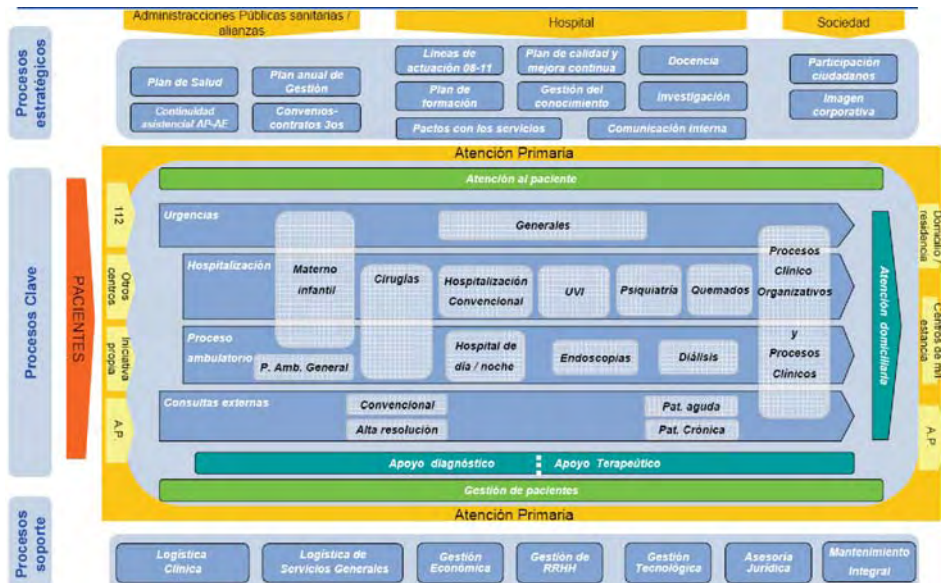 Administracciones Públicas sanitarias /
alianzas
Hospital
Sociedad
Procesos
estratégicos
Plan de Salud
Plan anual de
Gestión
Continuidad
asistencial AP-AE
Convenios-
contratos Jos
Líneas de
actuación 08-11
Plan de calidad y
mejora continua
Docencia
Plan de
formación
Gestión del
conocimiento
Investigación
Pactos con los servicios
Comunicación interna
Participación
ciudadanos
Imagen
corporativa
Procesos Clave
PACIENTES
112
Otros
centros
Iniciativa
propia
A.P
Atención Primaria
Atención al paciente
Urgencias
Generales
Hospitalización
Materno
infantil
Cirugías
Hospitalización
Convencional
UVI
Psiquiatría
Quemados
Procesos
Clínico
Organizativos
y
Procesos
Clínicos
Proceso
ambulatorio
P. Amb. General
Hospital de
día / noche
Endoscopias
Diálisis
Consultas externas
Convencional
Alta resolución
Pat. aguda
Pat. Crónica
Atención domiciliaria
Domicilio /
residencia
Centros de
estancia
A.P
Apoyo diagnóstico
Apoyo Terapeútico
Gestión de pacientes
Atención Primaria
Procesos
soporte
Logística
Clínica
Logística de
Servicios Generales
Gestión
Económica
Gestión de
RRHH
Gestión
Tecnológica
Asesoría
Jurídica
Mantenimiento
Integral